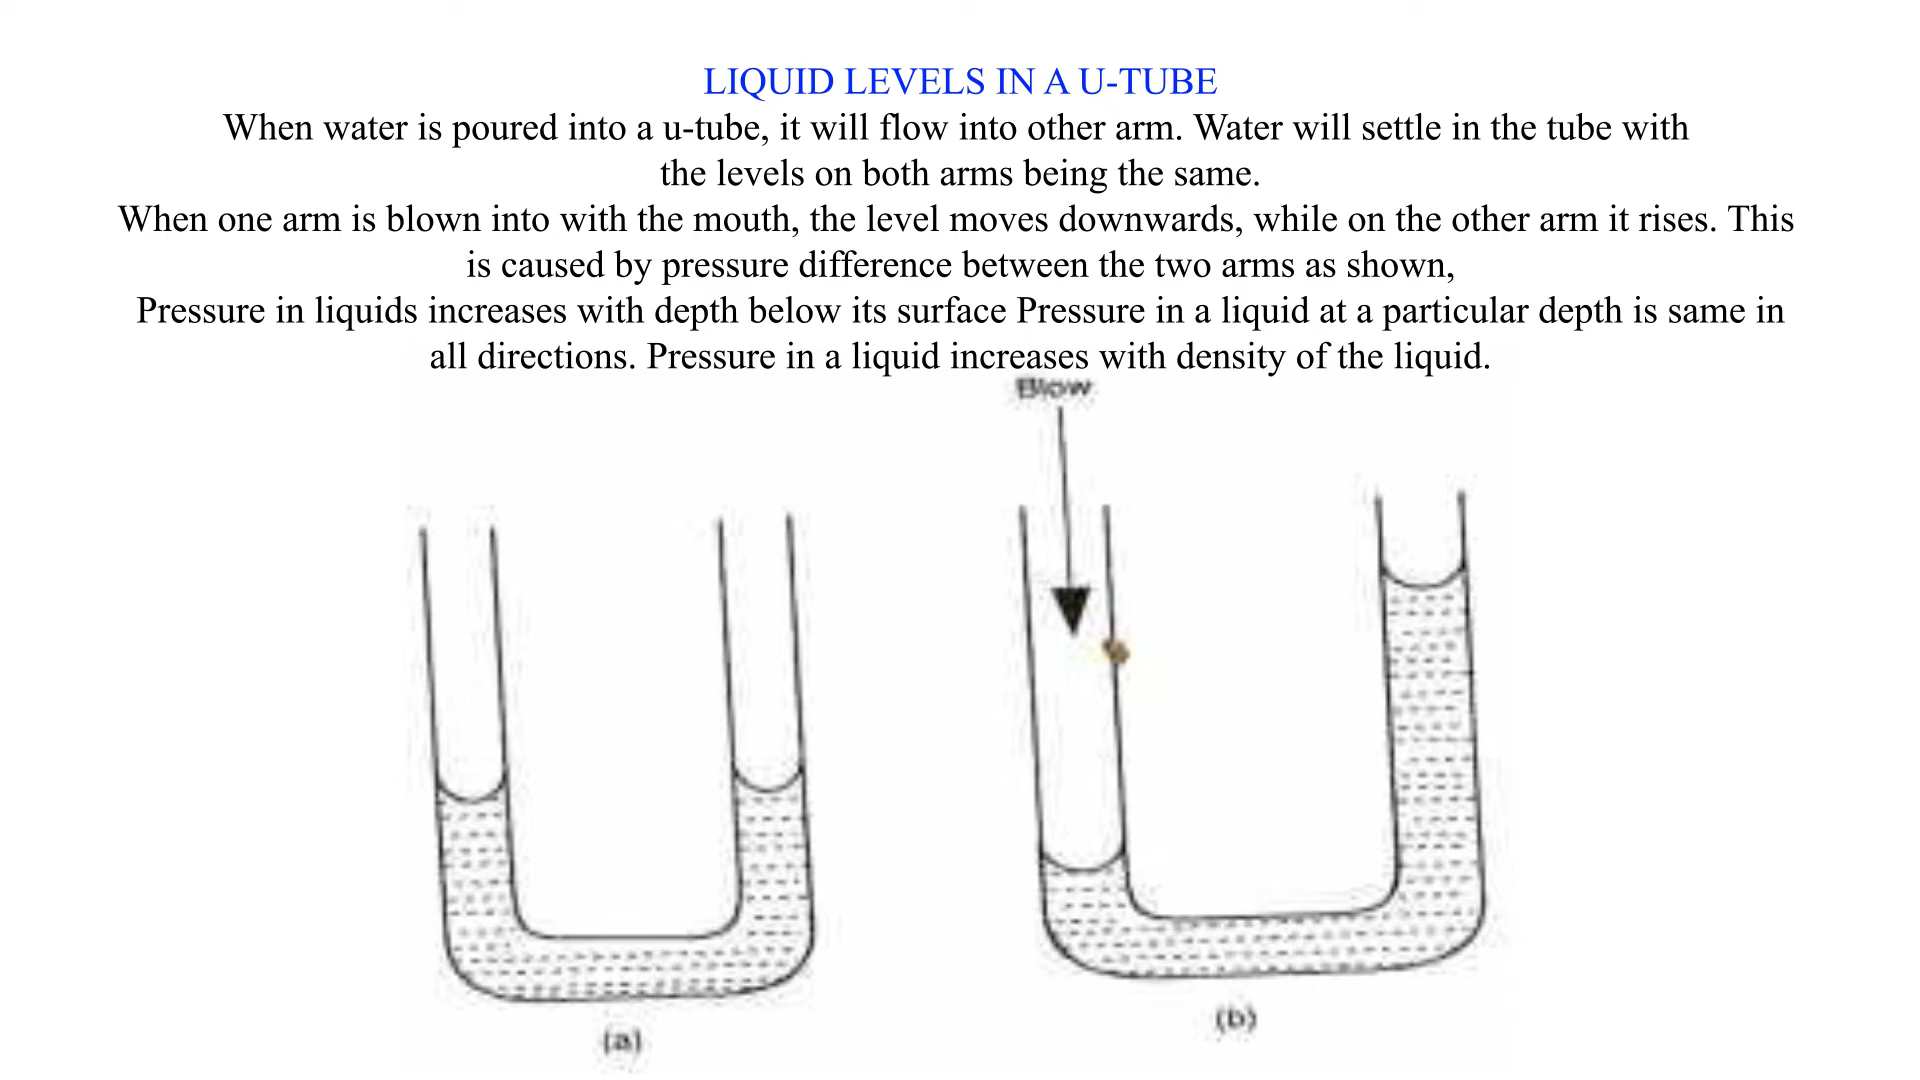 LIQUID LEVELS IN A U-TUBE
When water is poured into a u-tube, it will flow into other arm. Water will settle in the tube with
the levels on both arms being the same.
When one arm is blown into with the mouth, the level moves downwards, while on the other arm it rises. This
is caused by pressure difference between the two arms as shown,
Pressure in liquids increases with depth below its surface Pressure in a liquid at a particular depth is same in
all directions. Pressure in a liquid increases with density of the liquid.
Blow
(a)
(b)